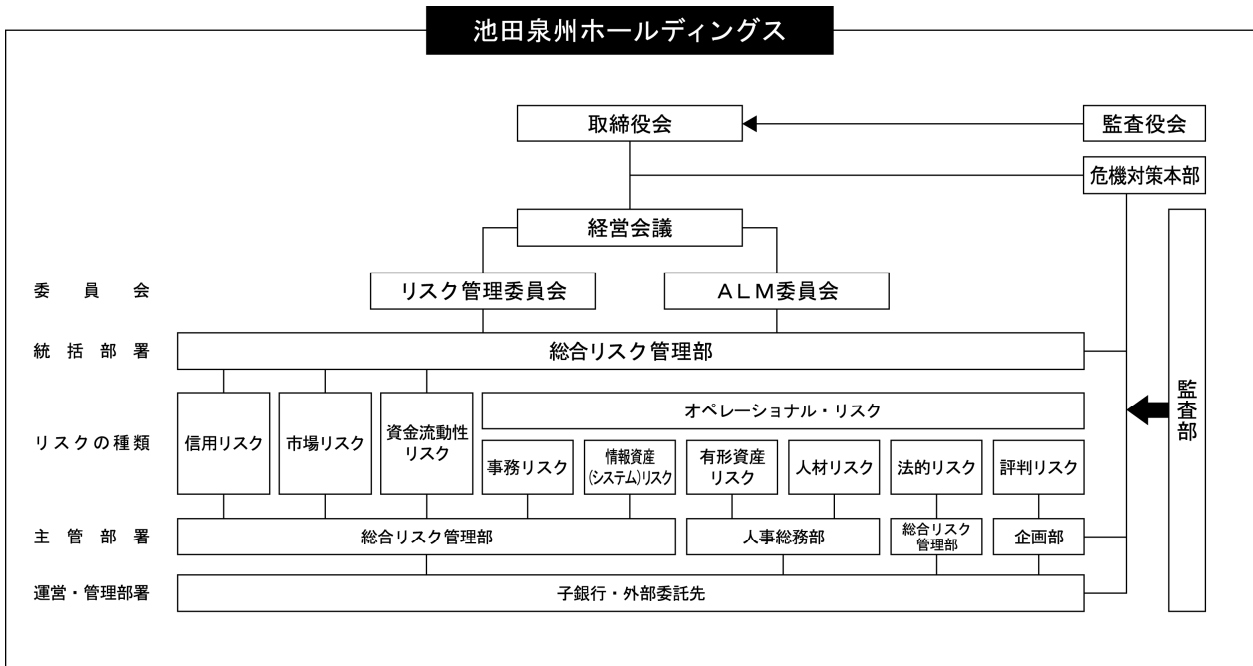 池田泉州ホールディングス
取締役会
監査役会
危機対策本部
経営会議
委員会
リスク管理委員会
ALM委員会
統括部署
総合リスク管理部
監査部
リスクの種類
信用リスク
市場リスク
資金流動性
リスク
オペレーショナル・リスク
事務リスク
情報資産
(システム)リスク
有形資産
リスク
人材リスク
法的リスク
評判リスク
主管部署
総合リスク管理部
人事総務部
総合リスク
管理部
企画部
運営・管理部署
子銀行・外部委託先